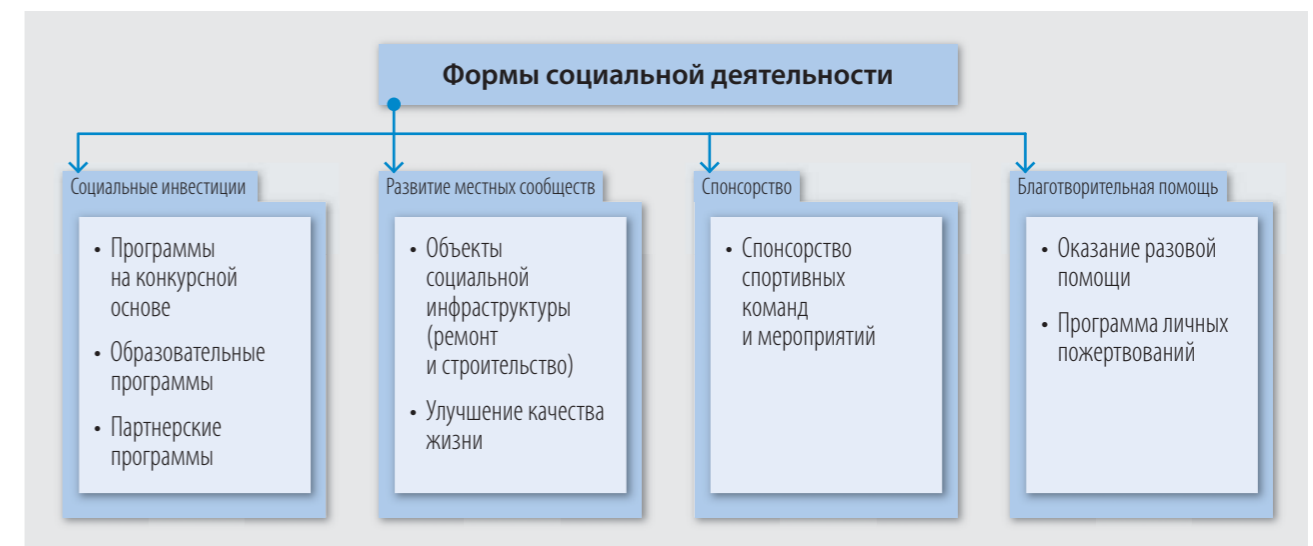 Формы социальной деятельности
Социальные инвестиции
• Программы
на конкурсной
основе
• Образовательные
программы
• Партнерские
программы
Развитие местных сообществ
• Объекты
социальной
инфраструктуры
(ремонт
и строительство)
• Улучшение качества
жизни
Спонсорство
• Спонсорство
спортивных
команд
и мероприятий
Благотворительная помощь
• Оказание разовой
помощи
• Программа личных
пожертвований